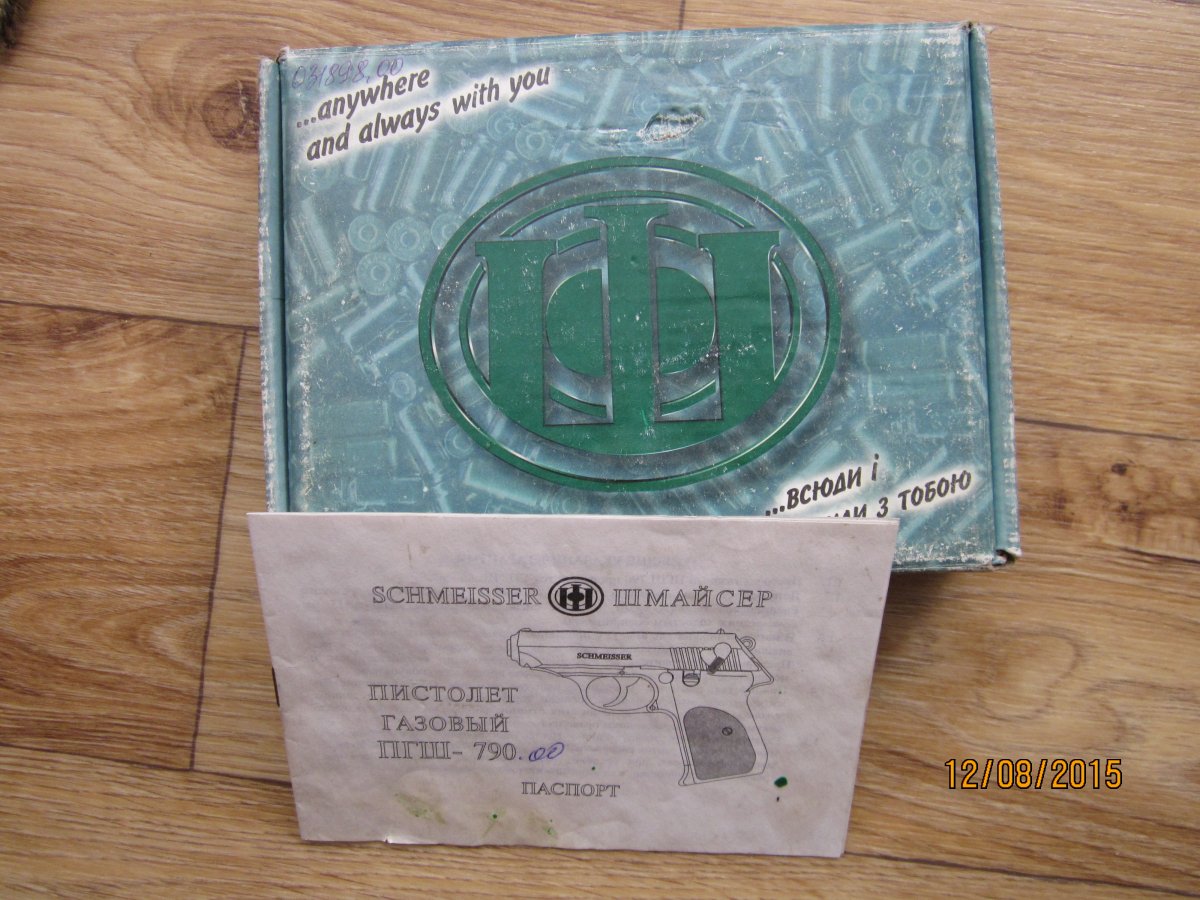 031898,00
...anywhere
and always with you
...ВСЮДИ і
З ТОБОЮ
SCHMEISSER ШМАЙСЕР
SCHMEISSER
ПИСТОЛЕТ
ГАЗОВЫЙ
ПГШ- 790.00
ПАСПОРТ
12/08/2015